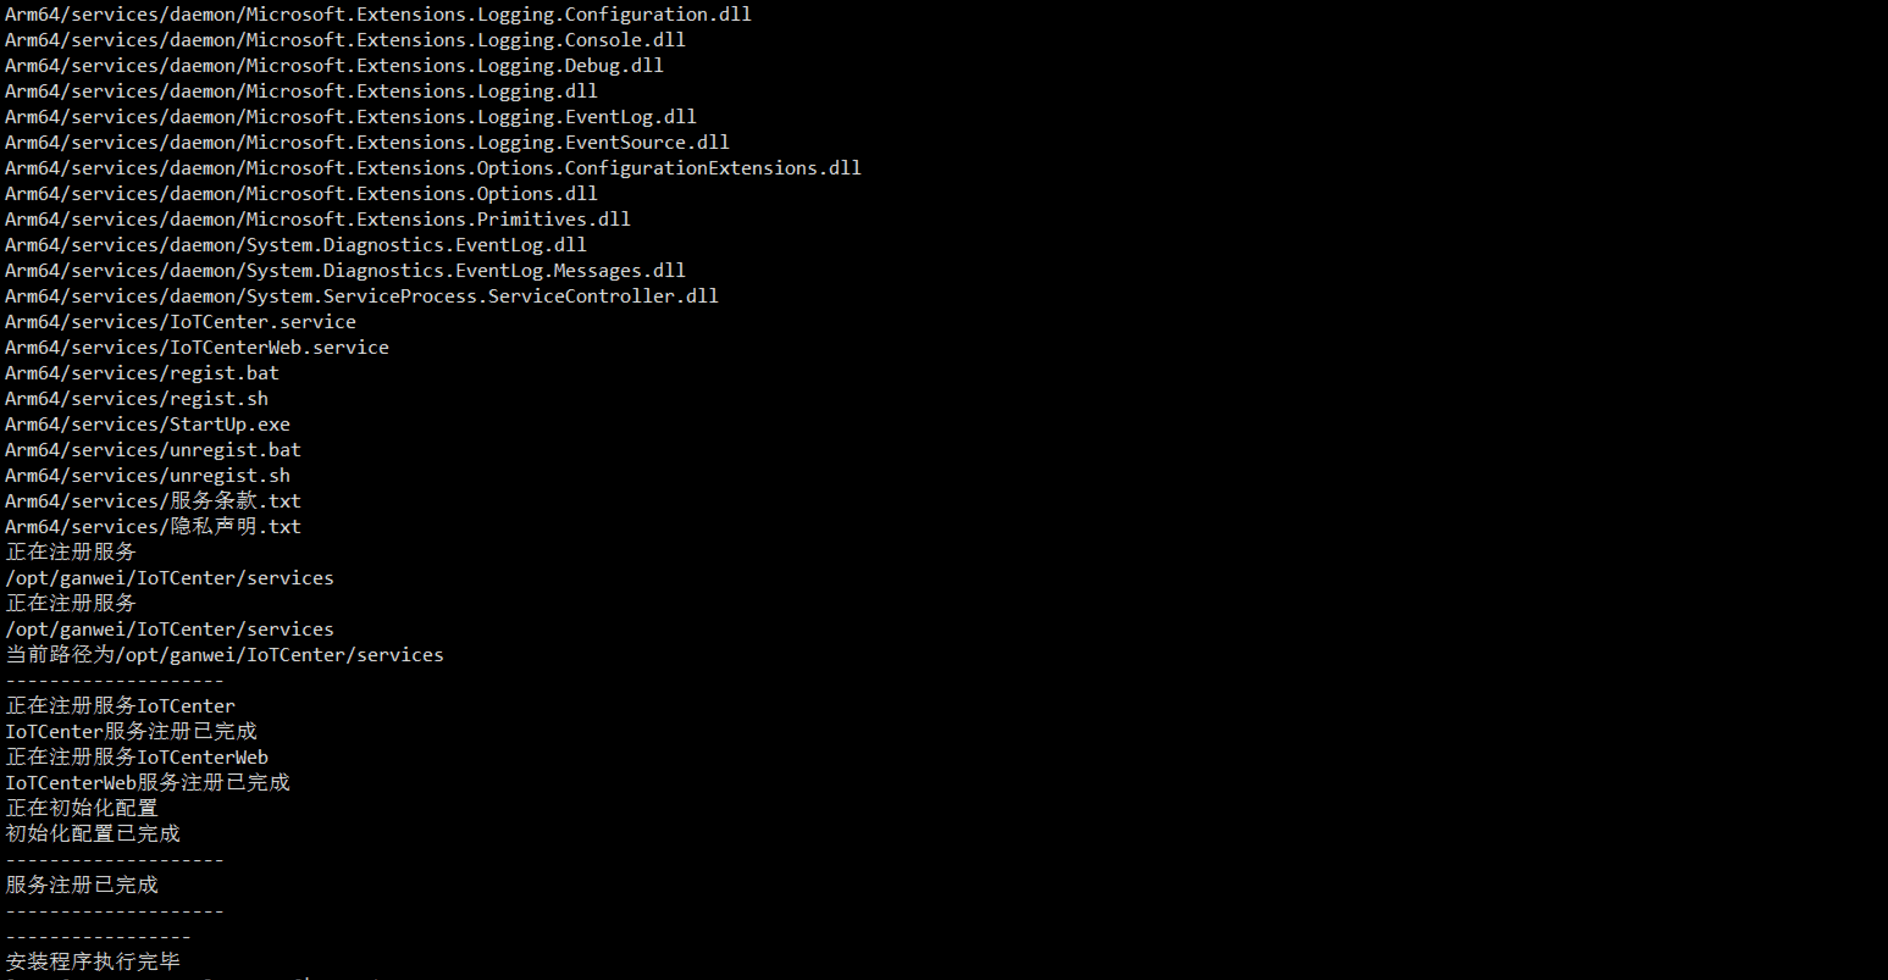 Arm64/services/daemon/Microsoft.Extensions.Logging.Configuration.dll
Arm64/services/daemon/Microsoft.Extensions.Logging.Console.dll
Arm64/services/daemon/Microsoft.Extensions.Logging.Debug.dll
Arm64/services/daemon/Microsoft.Extensions.Logging.dll
Arm64/services/daemon/Microsoft.Extensions.Logging.EventLog.dll
Arm64/services/daemon/Microsoft.Extensions.Logging.EventSource.dll
Arm64/services/daemon/Microsoft.Extensions.Options.ConfigurationExtensions.dll
Arm64/services/daemon/Microsoft.Extensions.Options.dll
Arm64/services/daemon/Microsoft.Extensions.Primitives.dll
Arm64/services/daemon/System.Diagnostics.EventLog.dll
Arm64/services/daemon/System.Diagnostics.EventLog.Messages.dll
Arm64/services/daemon/System.ServiceProcess.ServiceController.dll
Arm64/services/IoTCenter.service
Arm64/services/IoTCenterWeb.service
Arm64/services/regist.bat
Arm64/services/regist.sh
Arm64/services/StartUp.exe
Arm64/services/unregist.bat
Arm64/services/unregist.sh
Arm64/services/服务条款.txt
Arm64/services/隐私声明.txt
正在注册服务
/opt/ganwei/IoTCenter/services
正在注册服务
/opt/ganwei/IoTCenter/services
当前路径为/opt/ganwei/IoTCenter/services
--------------------
正在注册服务IoTCenter
IoTCenter服务注册已完成
正在注册服务IoTCenterWeb
IoTCenterWeb服务注册已完成
正在初始化配置
初始化配置已完成
--------------------
服务注册已完成
--------------------
-----------------
安装程序执行完毕